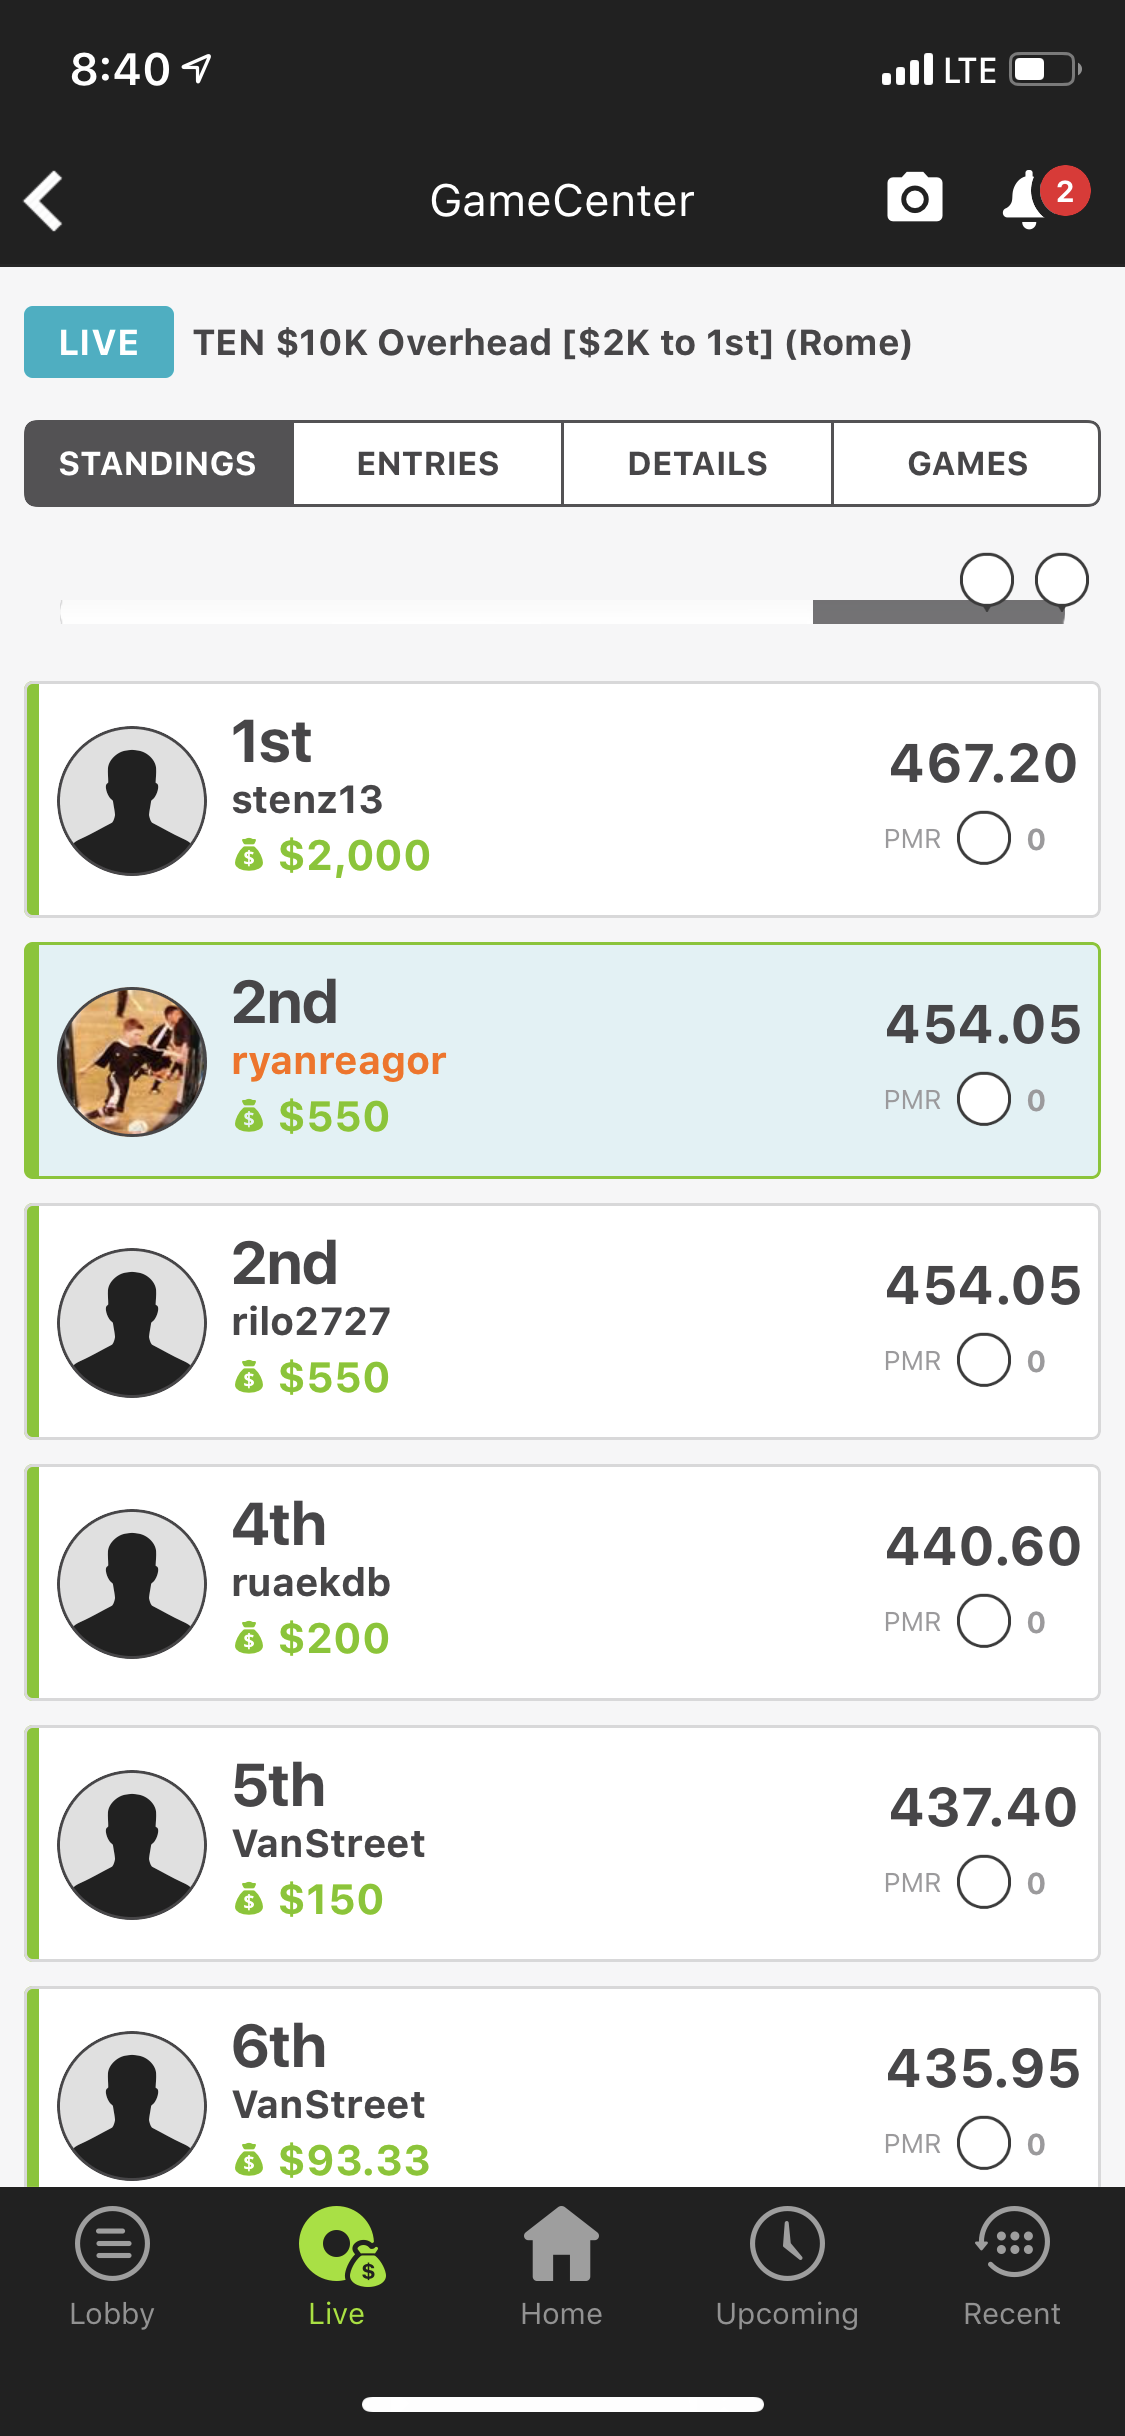 8:40
LTE
GameCenter
2
LIVE TEN $10K Overhead [$2K to 1st] (Rome)
STANDINGS ENTRIES DETAILS GAMES
1st
stenz13
$2,000
467.20
PMR 0
2nd
ryanreagor
$550
454.05
PMR 0
2nd
rilo2727
$550
454.05
PMR 0
4th
ruaekdb
$200
440.60
PMR 0
5th
VanStreet
$150
437.40
PMR 0
6th
VanStreet
$93.33
435.95
PMR 0
Lobby Live Home Upcoming Recent